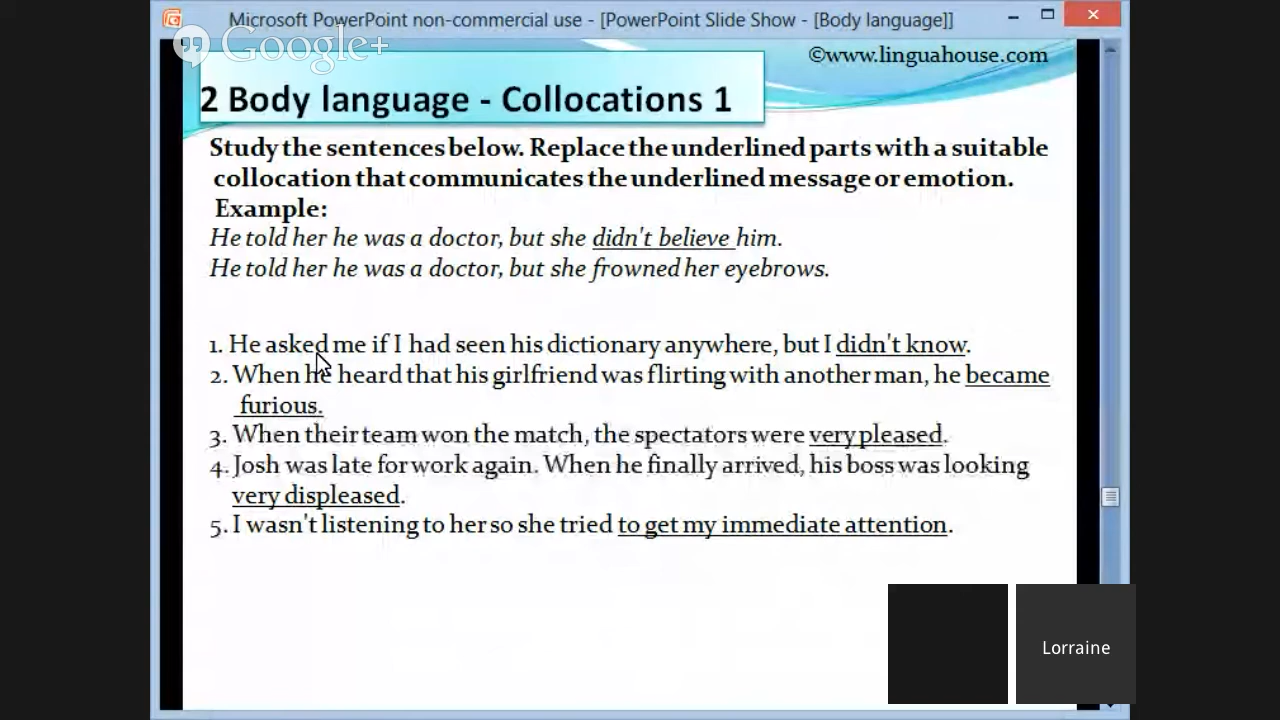 Microsoft PowerPoint non-commercial use - [PowerPoint Slide Show - [Body language]]
Google+
©www.linguahouse.com
2 Body language - Collocations 1
Study the sentences below. Replace the underlined parts with a suitable
collocation that communicates the underlined message or emotion.
Example:
He told her he was a doctor, but she didn't believe him.
He told her he was a doctor, but she frowned her eyebrows.
1. He asked me if I had seen his dictionary anywhere, but I didn't know.
2. When he heard that his girlfriend was flirting with another man, he became
furious.
3. When their team won the match, the spectators were very pleased.
4. Josh was late for work again. When he finally arrived, his boss was looking
very displeased.
5. I wasn't listening to her so she tried to get my immediate attention.
Lorraine